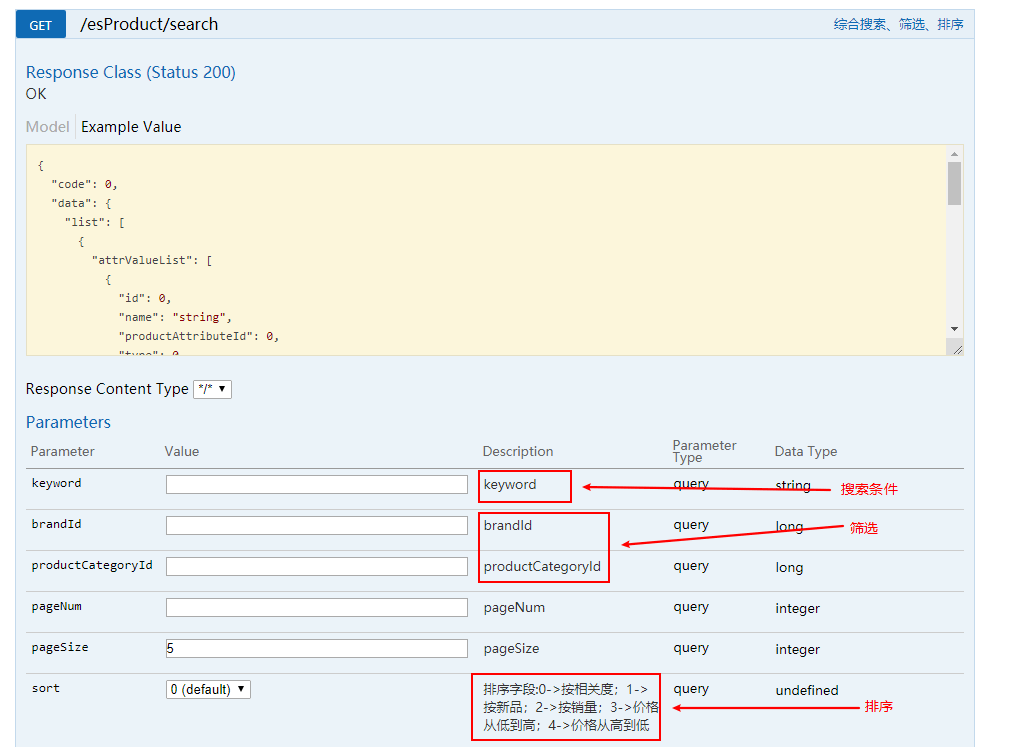 GET /esProduct/search 综合搜索、筛选、排序
Response Class (Status 200)
OK
Model Example Value
{
"code": 0,
"data": {
"list": [
{
"attrValueList": [
{
"id": 0,
"name": "string",
"productAttributeId": 0,
"type": 0
Response Content Type */*
Parameters
Parameter Value Description Parameter Type Data Type
keyword keyword query string 搜索条件
brandId brandId query long 筛选
productCategoryId productCategoryId query long
pageNum pageNum query integer
pageSize 5 pageSize query integer
sort 0 (default) 排序字段:0->按相关度；1-> query undefined 排序
按新品；2->按销量；3->价格
从低到高；4->价格从高到低